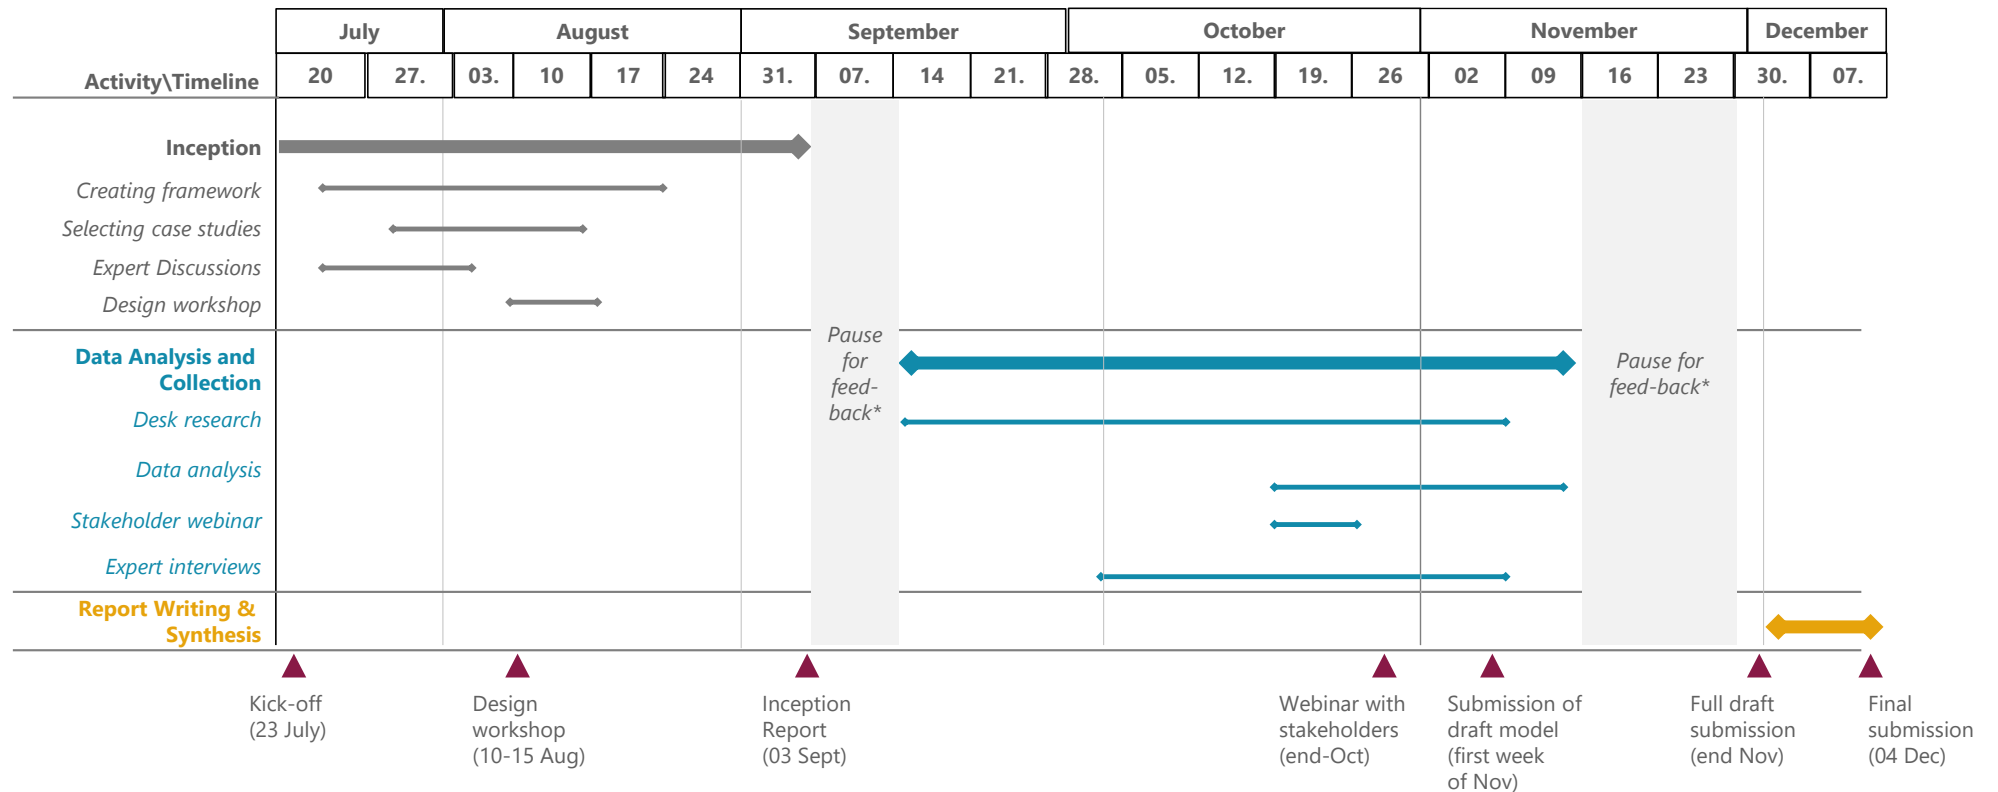 July August September October November December
Activity\Timeline 20 27. 03. 10 17 24 31. 07. 14 21. 28. 05. 12. 19. 26 02 09 16 23 30. 07.
Inception
Creating framework
Selecting case studies
Expert Discussions
Design workshop
Pause
for
feed-
back*
Data Analysis and
Collection
Pause for
feed-back*
Desk research
Data analysis
Stakeholder webinar
Expert interviews
Report Writing &
Synthesis
Kick-off
(23 July)
Design
workshop
(10-15 Aug)
Inception
Report
(03 Sept)
Webinar with
stakeholders
(end-Oct)
Submission of
draft model
(first week
of Nov)
Full draft
submission
(end Nov)
Final
submission
(04 Dec)